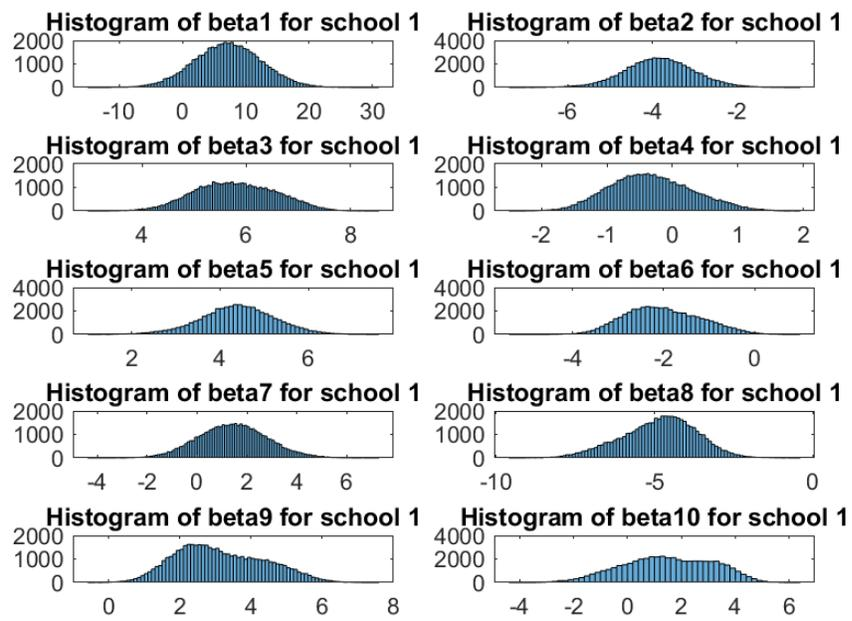 Histogram of beta1 for school 1
2000
1000
0
-10 0 10 20 30
Histogram of beta2 for school 1
4000
2000
0
-6 -4 -2
Histogram of beta3 for school 1
2000
1000
0
4 6 8
Histogram of beta4 for school 1
2000
1000
0
-2 -1 0 1 2
Histogram of beta5 for school 1
4000
2000
0
2 4 6
Histogram of beta6 for school 1
4000
2000
0
-4 -2 0
Histogram of beta7 for school 1
2000
1000
0
-4 -2 0 2 4 6
Histogram of beta8 for school 1
2000
1000
0
-10 -5 0
Histogram of beta9 for school 1
2000
1000
0
0 2 4 6 8
Histogram of beta10 for school 1
4000
2000
0
-4 -2 0 2 4 6